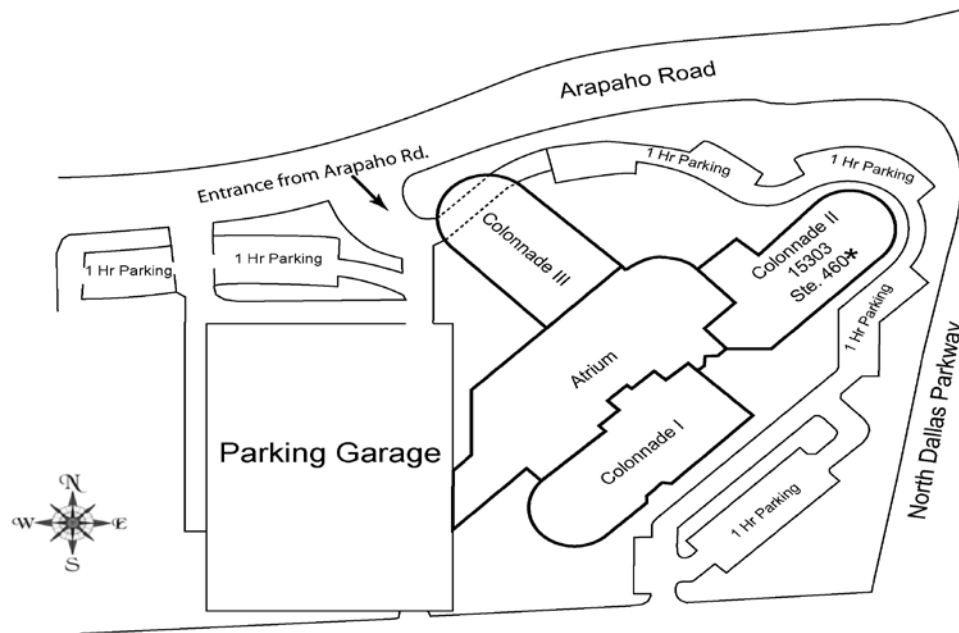 Arapaho Road
Entrance from Arapaho Rd.
1 Hr Parking
1 Hr Parking
1 Hr Parking
1 Hr Parking
Colonnade III
Colonnade II
15303
Ste. 460*
1 Hr Parking
Atrium
Colonnade I
Parking Garage
1 Hr Parking
North Dallas Parkway
N
W
E
S